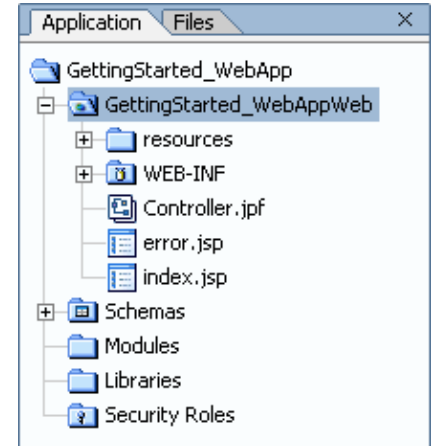 Application Files
GettingStarted_WebApp
GettingStarted_WebAppWeb
resources
WEB-INF
Controller.jpf
error.jsp
index.jsp
Schemas
Modules
Libraries
Security Roles